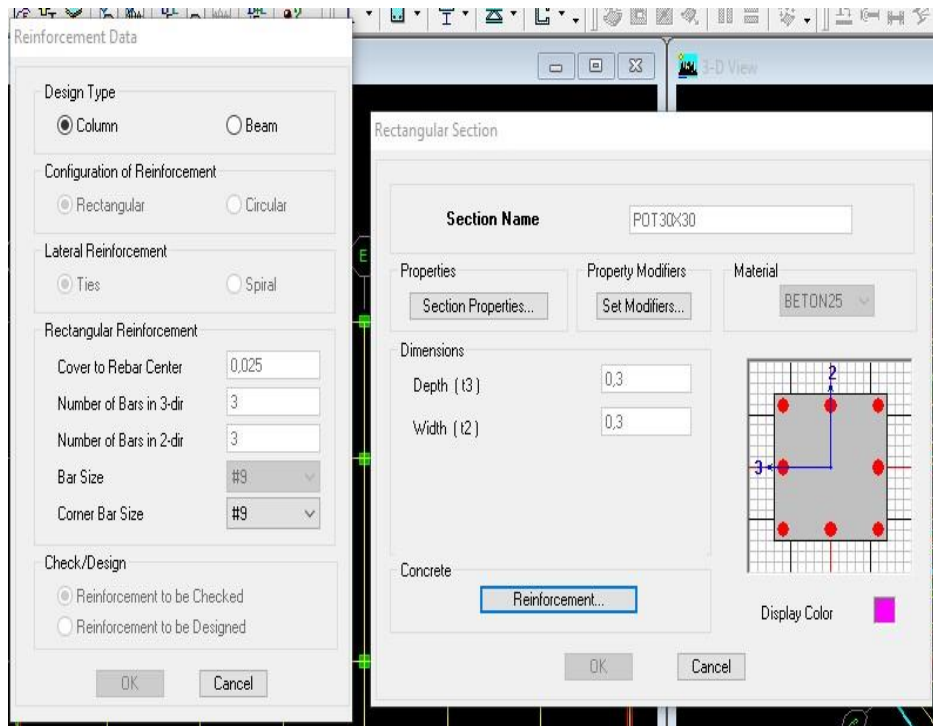 Reinforcement Data
Design Type
Column Beam
Configuration of Reinforcement
Rectangular Circular
Lateral Reinforcement
Ties Spiral
Rectangular Reinforcement
Cover to Rebar Center 0,025
Number of Bars in 3-dir 3
Number of Bars in 2-dir 3
Bar Size #9
Corner Bar Size #9
Check/Design
Reinforcement to be Checked
Reinforcement to be Designed
OK Cancel
E
3-D View
Rectangular Section
Section Name POT30X30
Properties Property Modifiers Material
Section Properties... Set Modifiers... BETON25
Dimensions
Depth ( t3 ) 0,3
Width ( t2 ) 0,3
2
3
Concrete
Reinforcement...
Display Color
OK Cancel